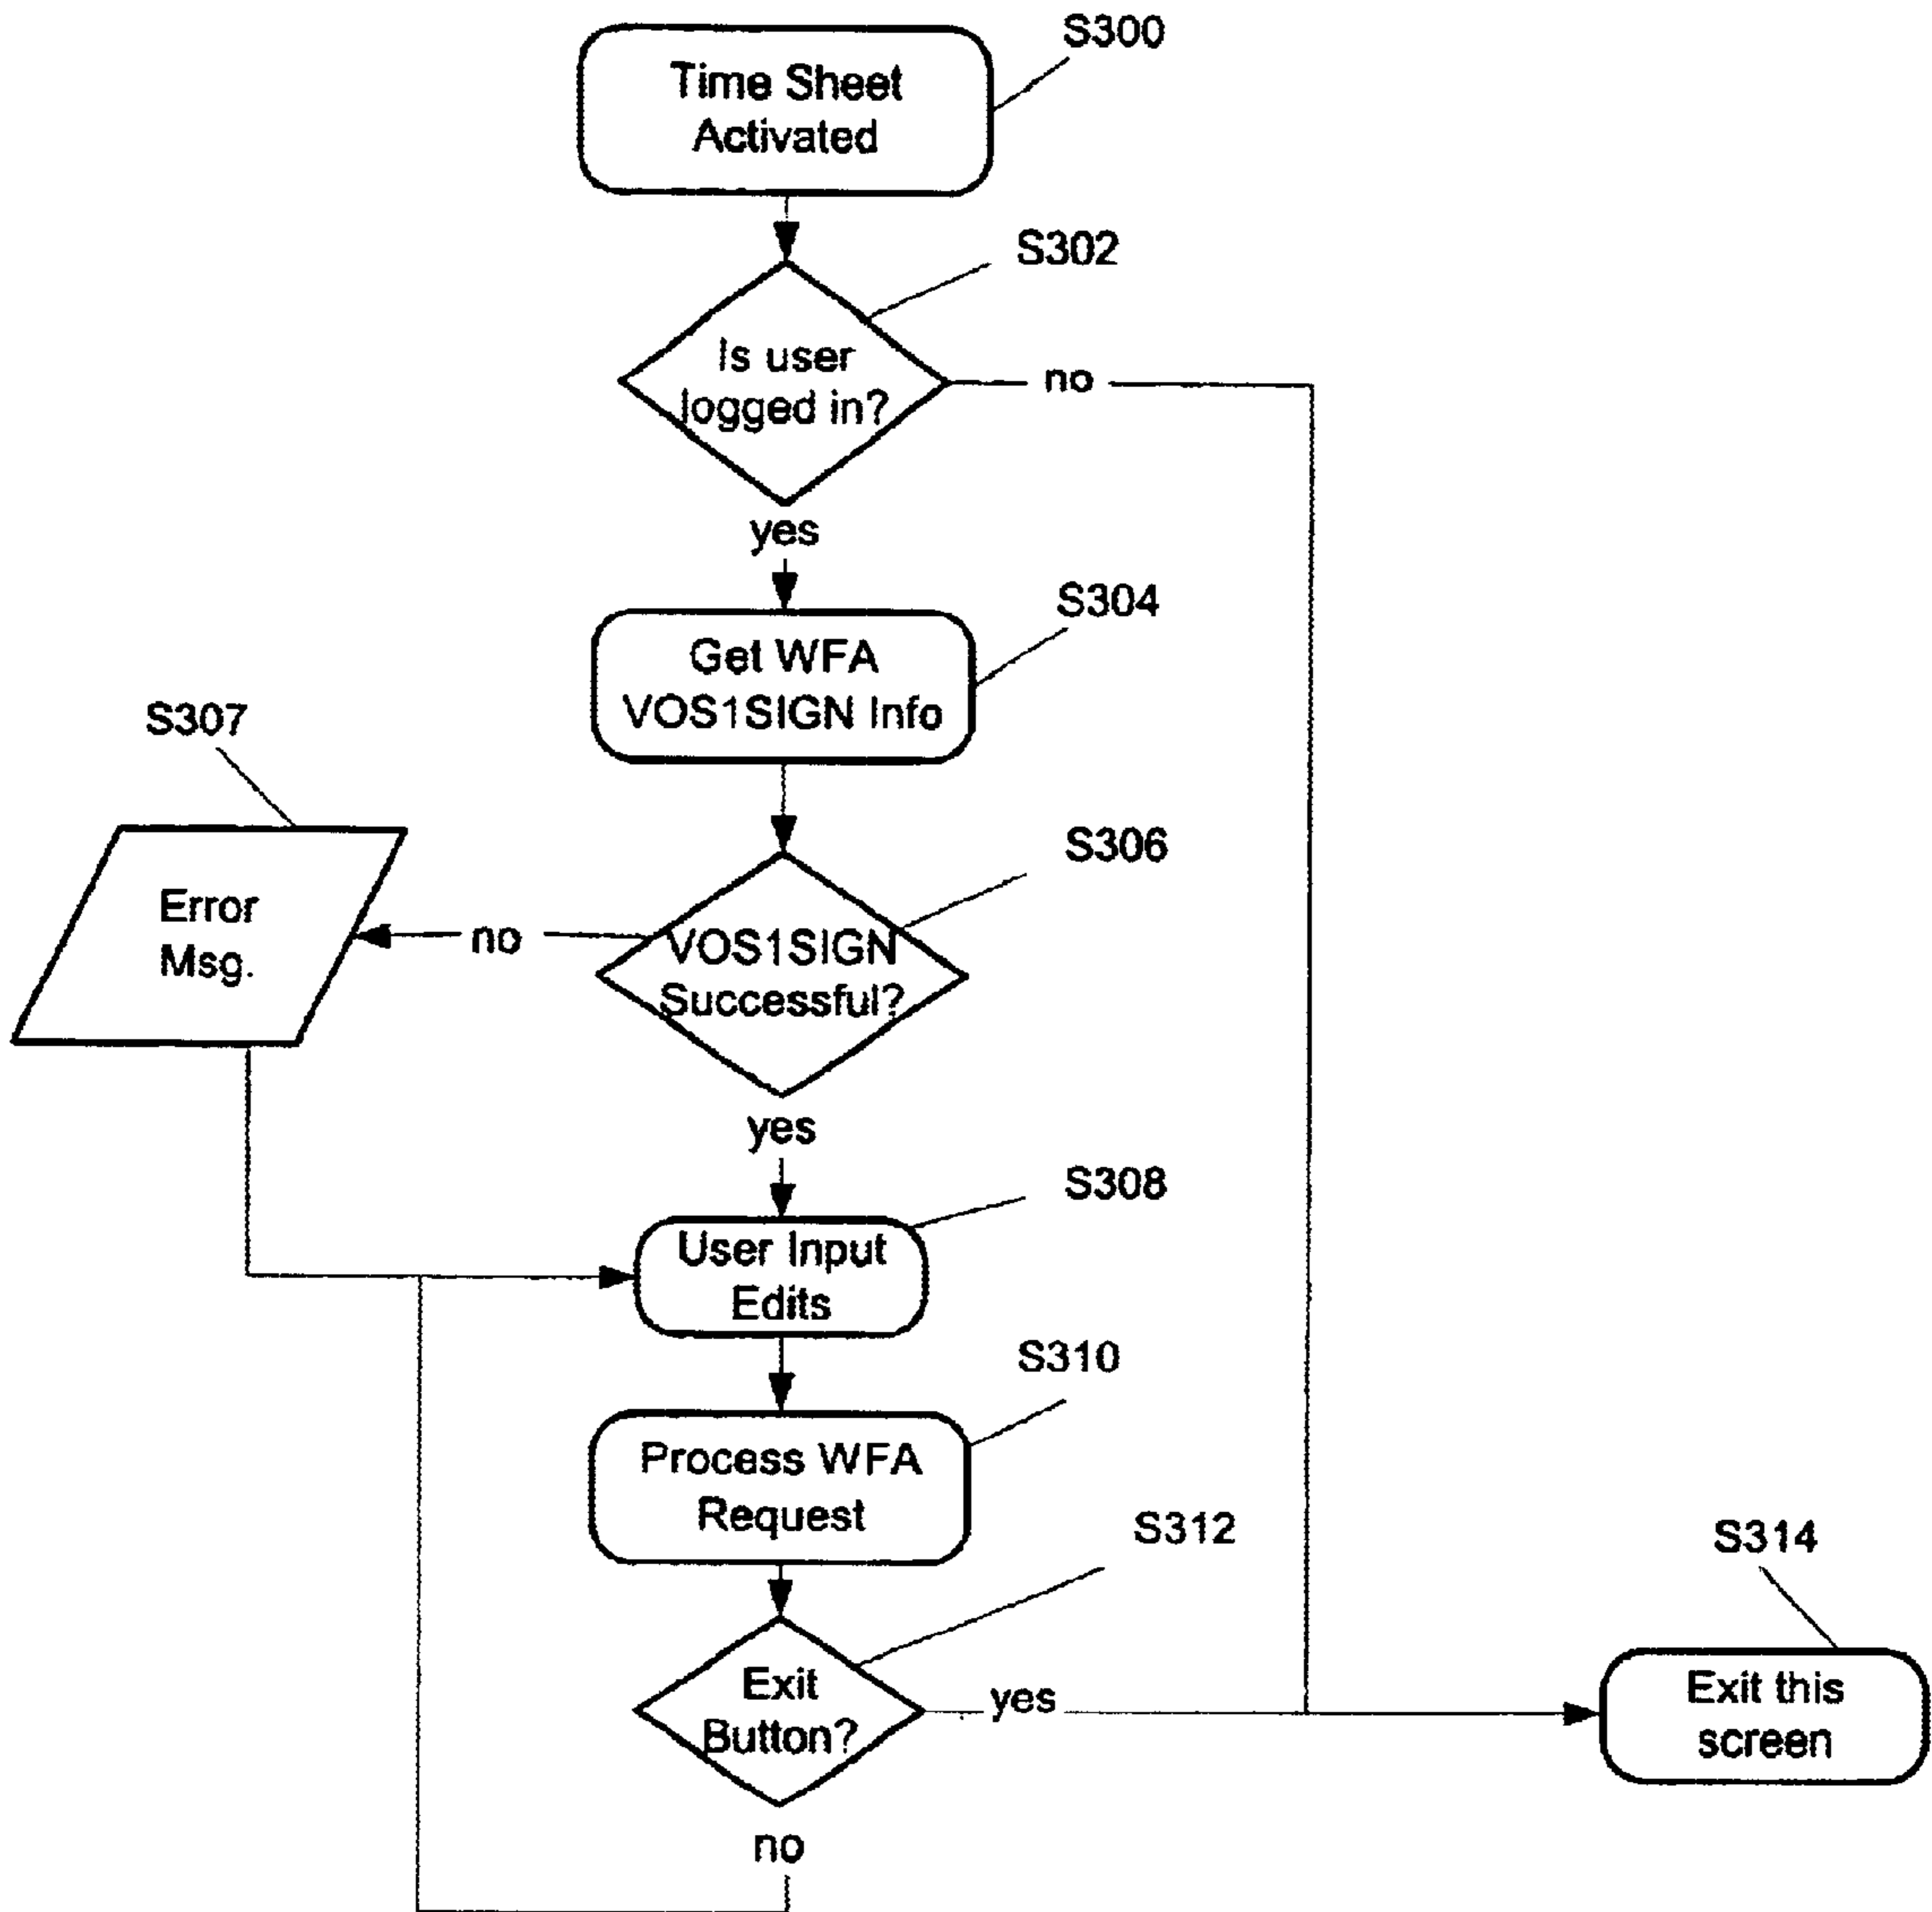 S300
Time Sheet
Activated
S302
Is user
logged in?
no
yes
S304
Get WFA
VOS1SIGN Info
S307
S306
Error
Msg.
no
VOS1SIGN
Successful?
yes
S308
User Input
Edits
S310
Process WFA
Request
S312
S314
Exit
Button?
yes
Exit this
screen
no